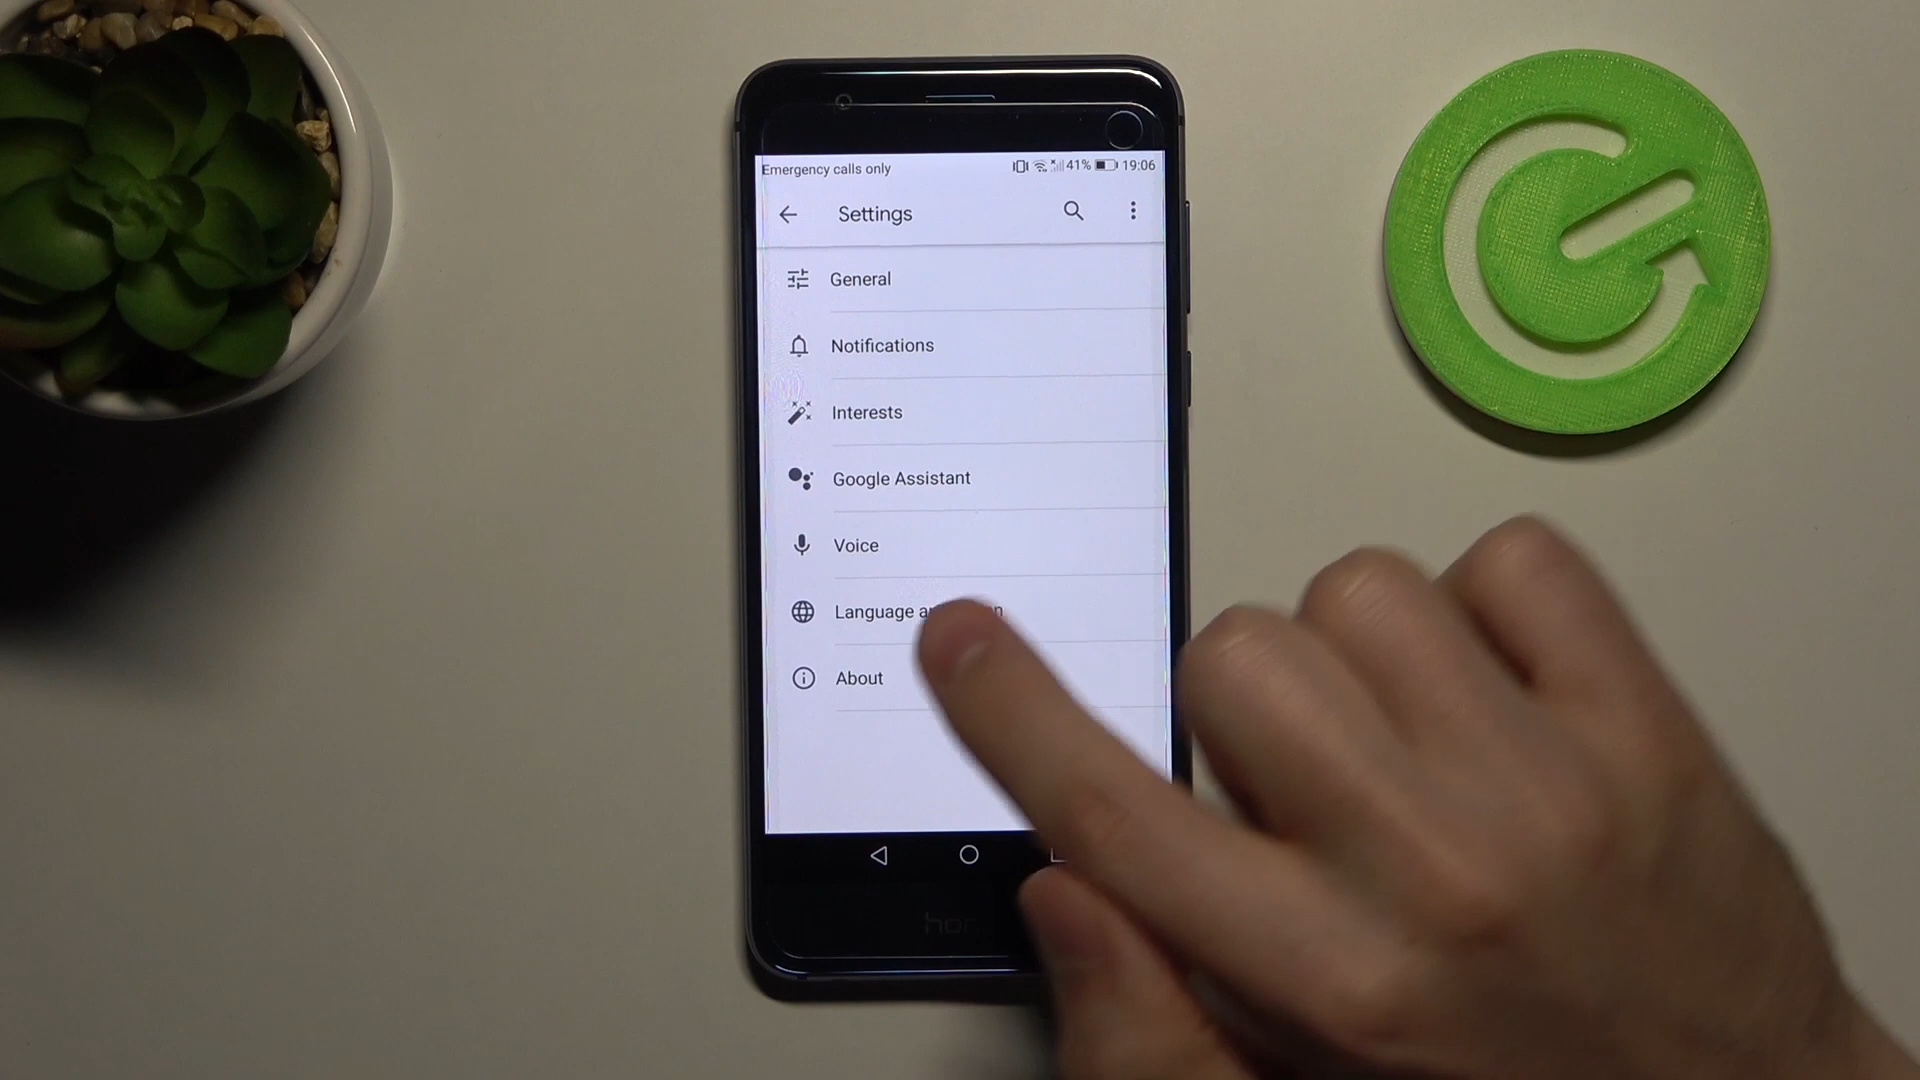 Emergency calls only 41% 19:06
Settings
General
Notifications
Interests
Google Assistant
Voice
Language a
About